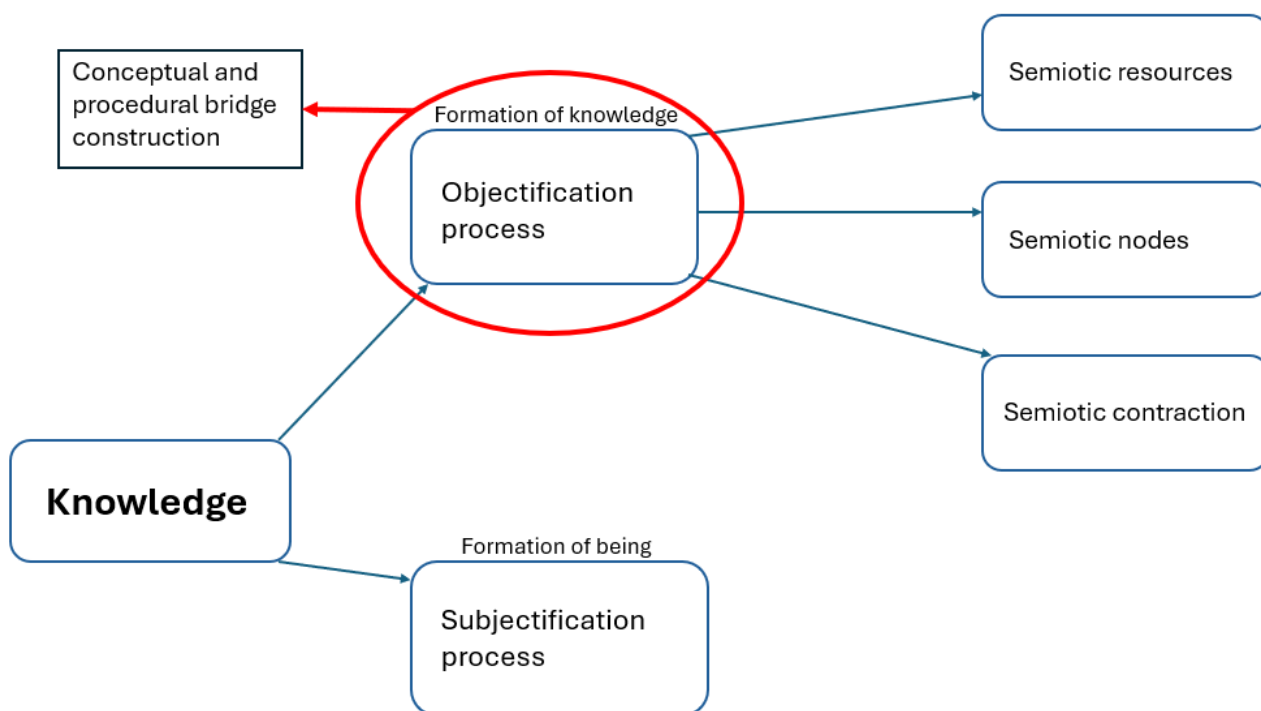 Conceptual and
procedural bridge
construction
Formation of knowledge
Objectification
process
Semiotic resources
Semiotic nodes
Semiotic contraction
Knowledge
Formation of being
Subjectification
process